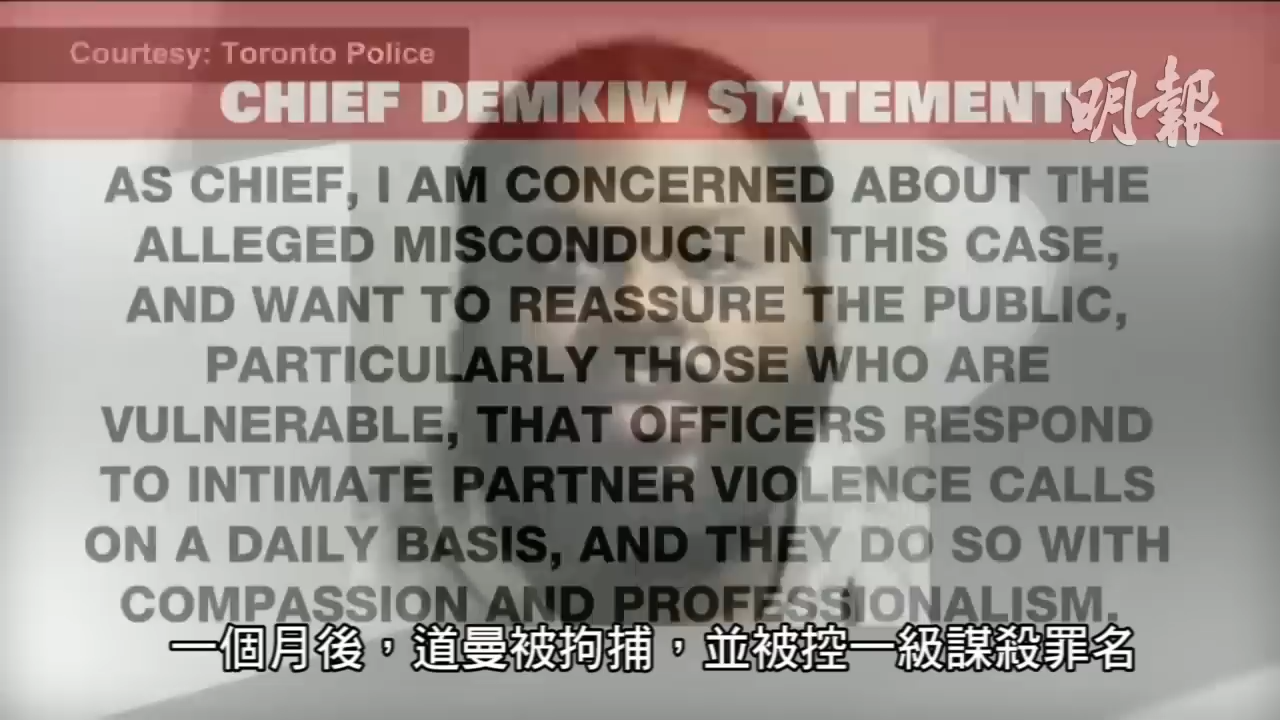 Courtesy: Toronto Police
CHIEF DEMKIW STATEMENT
明報
AS CHIEF, I AM CONCERNED ABOUT THE
ALLEGED MISCONDUCT IN THIS CASE,
AND WANT TO REASSURE THE PUBLIC,
PARTICULARLY THOSE WHO ARE
VULNERABLE, THAT OFFICERS RESPOND
TO INTIMATE PARTNER VIOLENCE CALLS
ON A DAILY BASIS, AND THEY DO SO WITH
COMPASSION AND PROFESSIONALISM.
一個月後，道曼被拘捕，並被控一級謀殺罪名